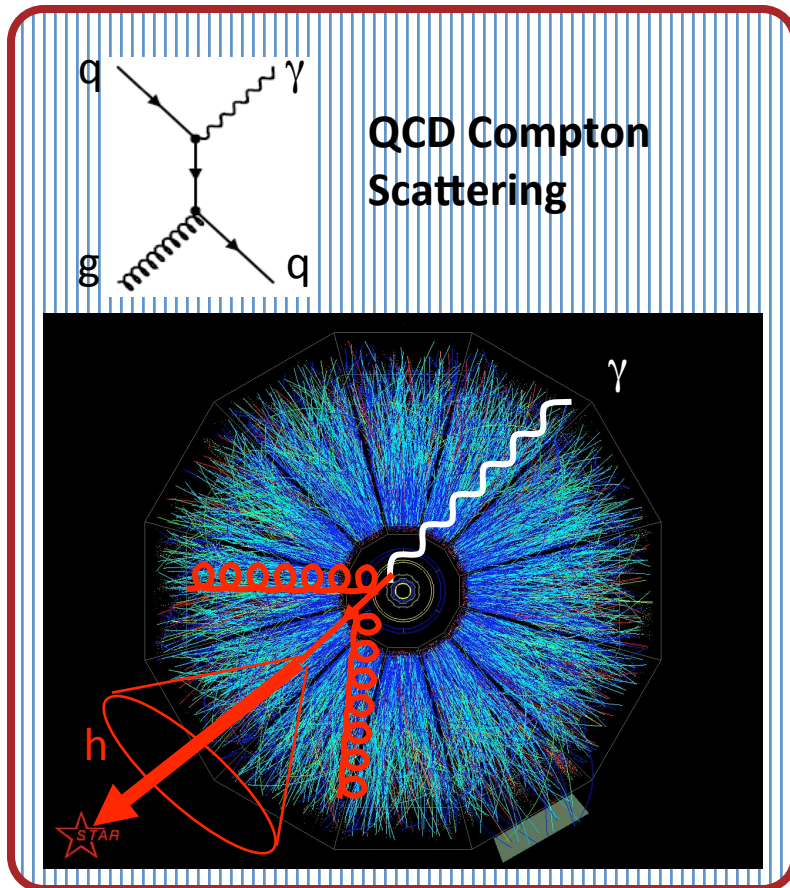 q γ
QCD Compton
Scattering
g q
γ
h
STAR